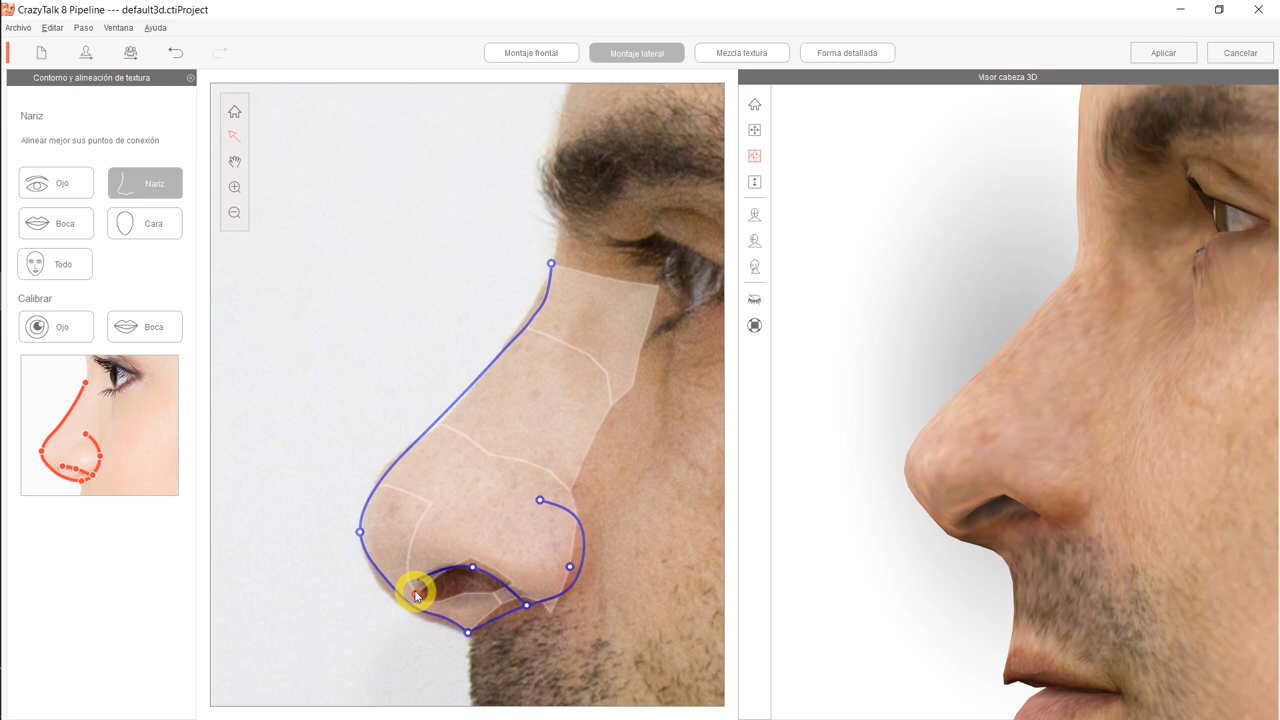 CrazyTalk 8 Pipeline --- default3d.ctiProject
Archivo Editar Paso Ventana Ayuda
Montaje frontal Montaje lateral Mezcla textura Forma detallada Aplicar Cancelar
Contorno y alineación de textura
Visor cabeza 3D
Nariz
Alinear mejor sus puntos de conexión
Ojo Nariz
Boca Cara
Todo
Calibrar
Ojo Boca